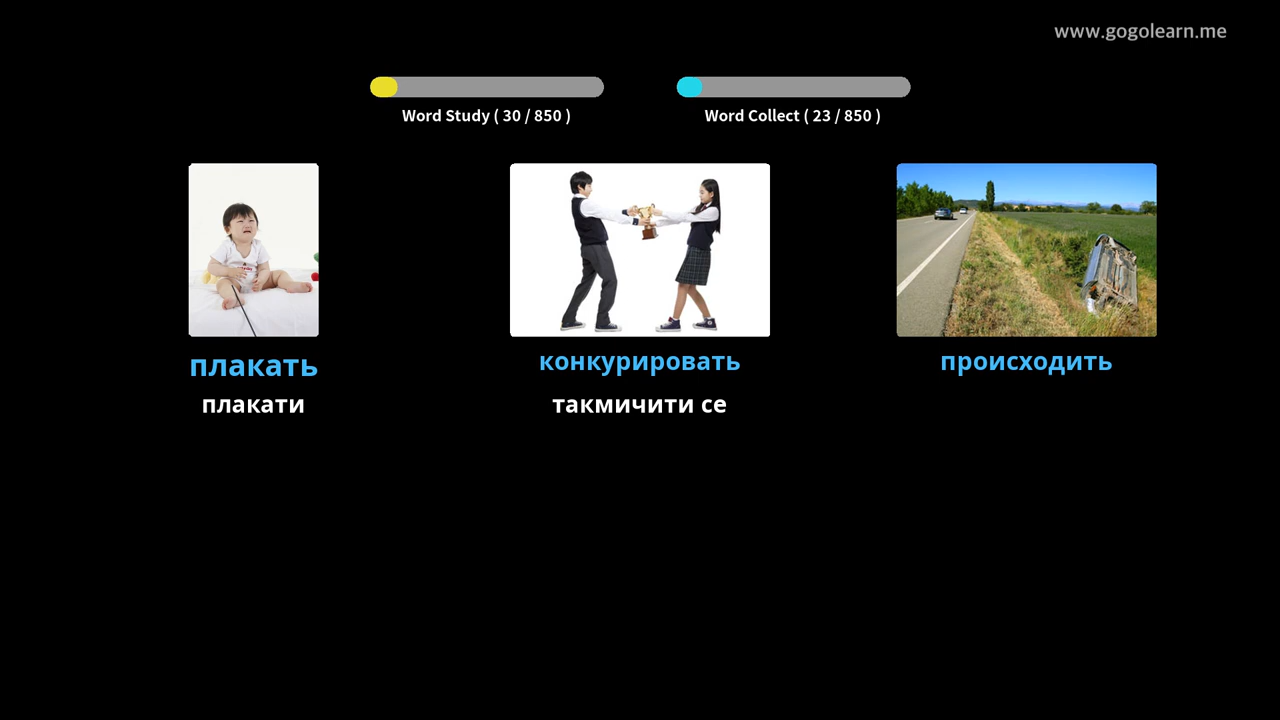 www.gogolearn.me
Word Study ( 30 / 850 )
Word Collect ( 23 / 850 )
плакать
конкурировать
происходить
плакати
такмичити се